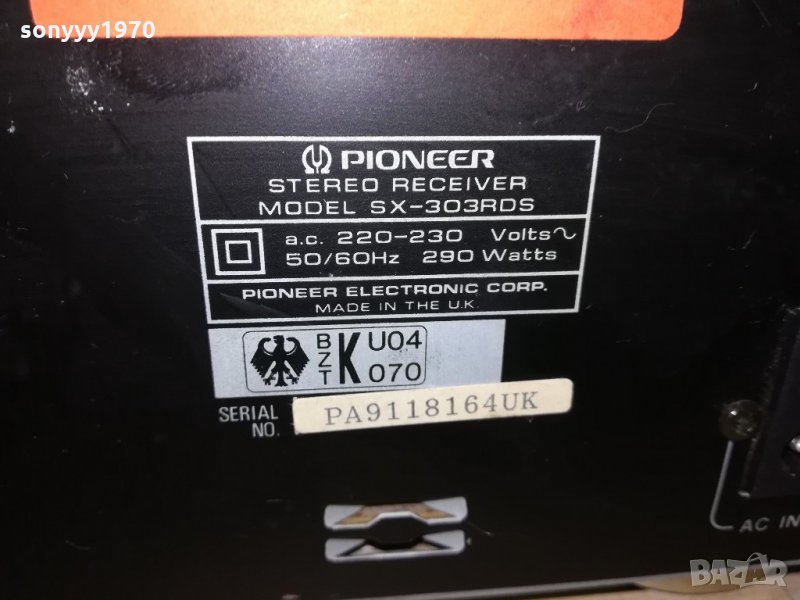 sonyyy1970
PIONEER
STEREO RECEIVER
MODEL SX-303RDS
a.c. 220-230 Volts~
50/60Hz 290 Watts
PIONEER ELECTRONIC CORP.
MADE IN THE U.K.
BZT K U04 070
SERIAL NO. PA9118164UK
AC IN
BAZAR